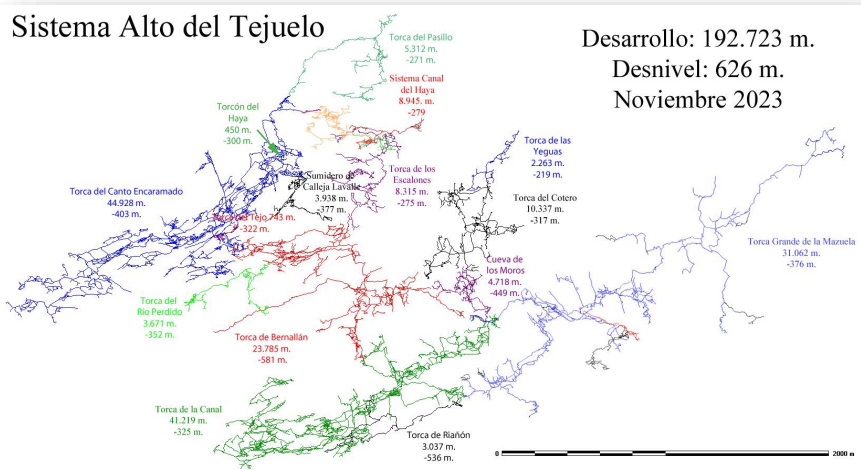 Sistema Alto del Tejuelo
Desarrollo: 192.723 m.
Desnivel: 626 m.
Noviembre 2023
Torca del Pasillo
5.312 m.
-271 m.
Sistema Canal
del Haya
8.945. m.
-279
Torcón del
Haya
450 m.
-300 m.
Torca de las
Yeguas
2.263 m.
-219 m.
Sumidero de
Calleja Lavalle
3.938 m.
-377 m.
Torca de los
Escalones
8.315 m.
-275 m.
Torca del Canto Encaramado
44.928 m.
-403 m.
Torca del Cotero
10.337 m.
-317 m.
Torca del Tejo 743 m.
-322 m.
Torca Grande de la Mazuela
31.062 m.
-376 m.
Cueva de
los Moros
4.718 m.
-449 m.
Torca del
Río Perdido
3.671 m.
-352 m.
Torca de Bernallán
23.785 m.
-581 m.
Torca de la Canal
41.219 m.
-325 m.
Torca de Riañón
3.037 m.
-536 m.
0 2000 m